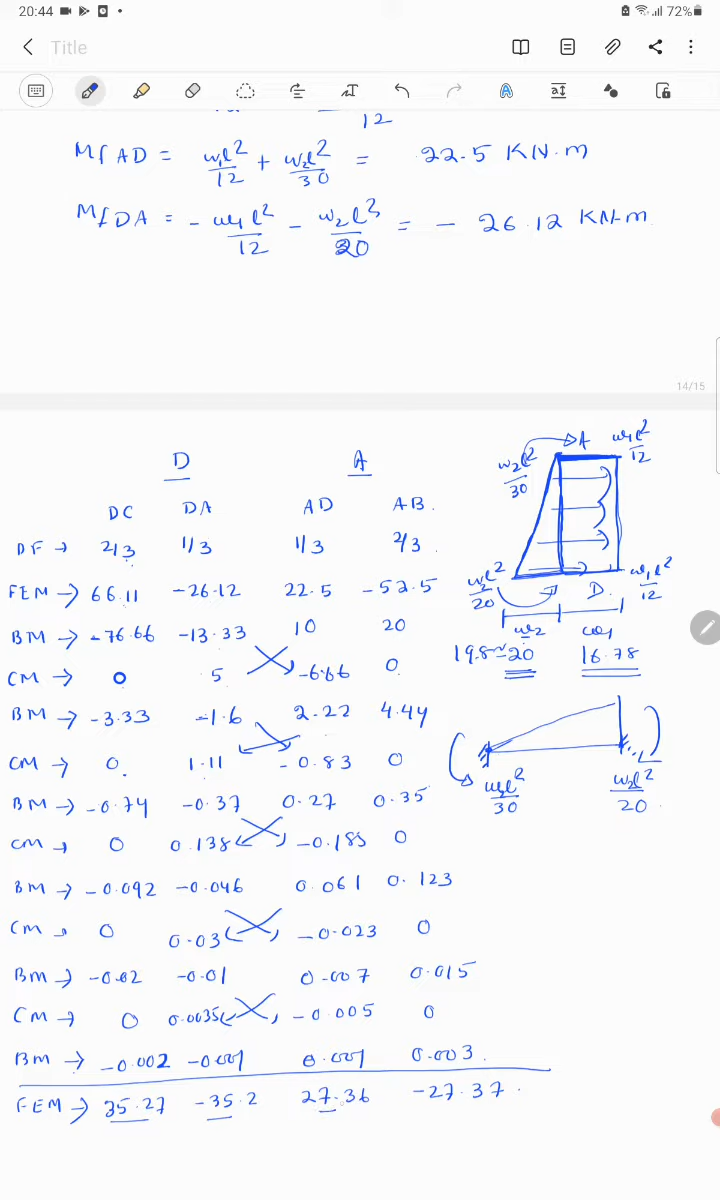 20:44 72%
Title
12
MfAD = w₁l²/12 + w₂l²/30 = 22.5 KN.m
MfDA = - w₁l²/12 - w₂l²/20 = - 26.12 KN-m
14/15
D A
DC DA AD AB.
DF → 2/3 1/3 1/3 2/3
FEM → 66.11 -26.12 22.5 -52.5
BM → -76.66 -13.33 10 20
CM → 0 5 -6.66 0
BM → -3.33 -1.6 2.22 4.44
CM → 0. 1.11 -0.83 0
BM → -0.74 -0.37 0.27 0.35
CM → 0 0.138 -0.185 0
BM → -0.092 -0.046 0.061 0.123
CM → 0 0.03 -0.023 0
BM → -0.02 -0.01 0.007 0.015
CM → 0 0.0035 -0.005 0
BM → -0.002 -0.001 0.001 0.003.
FEM → 35.27 -35.2 27.36 -27.37.
A w₁l²/12
w₂l²/30
w₂l²/20 D. w₁l²/12
w₂ ω₁
19.8≈20 16.78
w₂l²/30 w₂l²/20